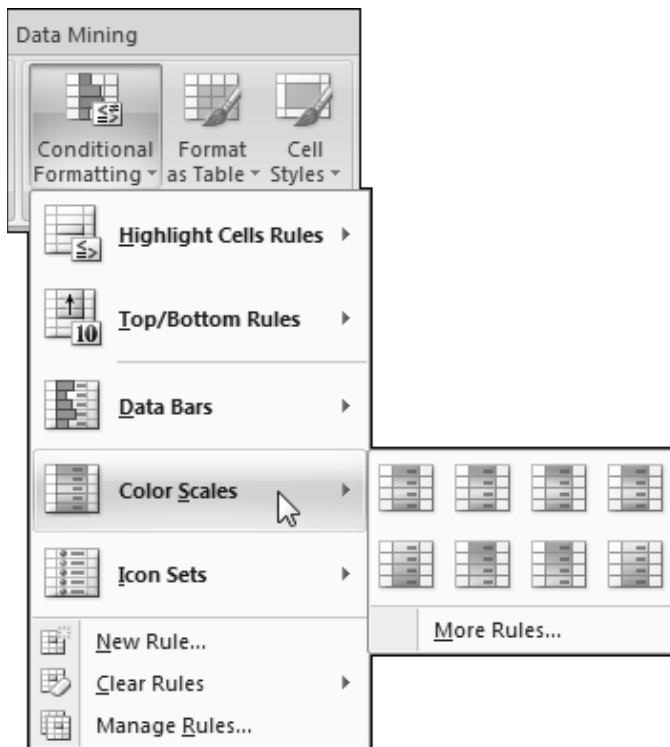 Data Mining
Conditional Formatting
Format as Table
Cell Styles
Highlight Cells Rules
10
Top/Bottom Rules
Data Bars
Color Scales
Icon Sets
More Rules...
New Rule...
Clear Rules
Manage Rules...